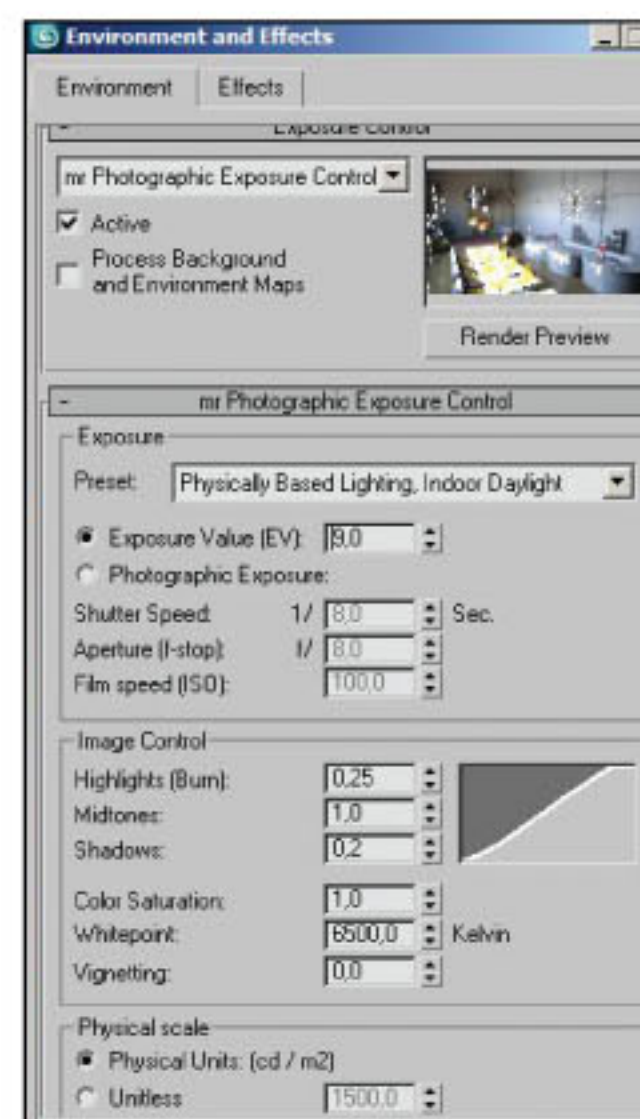 Environment and Effects
Environment Effects
- Exposure Control
mr Photographic Exposure Control
Active
Process Background
and Environment Maps
Render Preview
- mr Photographic Exposure Control
Exposure
Preset: Physically Based Lighting, Indoor Daylight
Exposure Value (EV): 9,0
Photographic Exposure:
Shutter Speed: 1/ 8,0 Sec.
Aperture (f-stop): f/ 8,0
Film speed (ISO): 100,0
Image Control
Highlights (Burn): 0,25
Midtones: 1,0
Shadows: 0,2
Color Saturation: 1,0
Whitepoint: 6500,0 Kelvin
Vignetting: 0,0
Physical scale
Physical Units: (cd / m2)
Unitless 1500,0